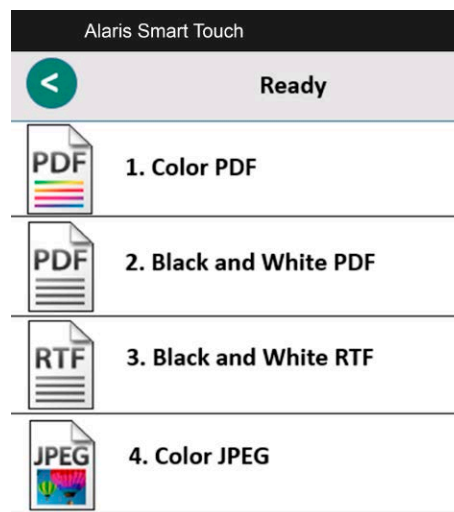 Alaris Smart Touch
<
Ready
PDF
1. Color PDF
PDF
2. Black and White PDF
RTF
3. Black and White RTF
JPEG
4. Color JPEG